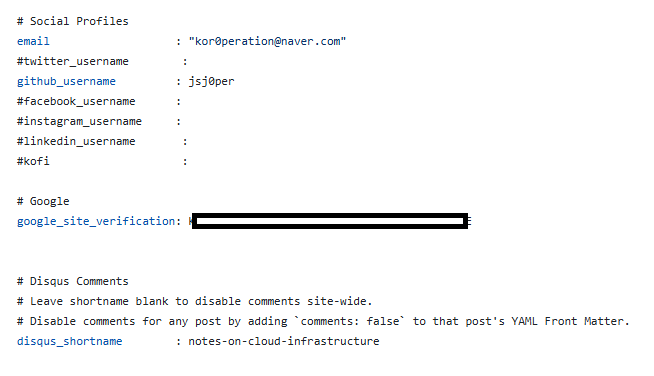 # Social Profiles
email : "kor0peration@naver.com"
#twitter_username :
github_username : jsj0per
#facebook_username :
#instagram_username :
#linkedin_username :
#kofi :
# Google
google_site_verification:
# Disqus Comments
# Leave shortname blank to disable comments site-wide.
# Disable comments for any post by adding `comments: false` to that post's YAML Front Matter.
disqus_shortname : notes-on-cloud-infrastructure